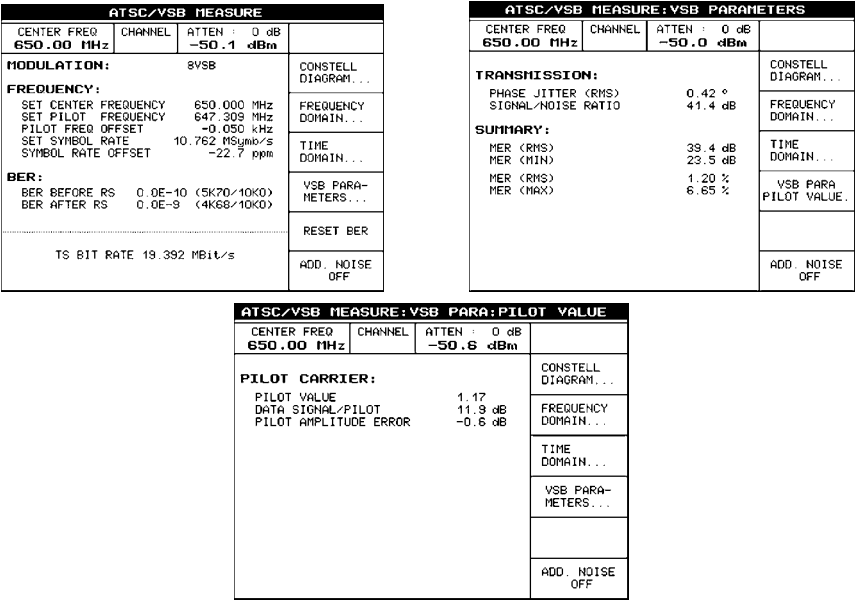 ATSC/VSB MEASURE
CENTER FREQ
650.00 MHz
CHANNEL
ATTEN : 0 dB
-50.1 dBm
MODULATION: 8VSB
FREQUENCY:
SET CENTER FREQUENCY 650.000 MHz
SET PILOT FREQUENCY 647.309 MHz
PILOT FREQ OFFSET -0.050 kHz
SET SYMBOL RATE 10.762 MSymb/s
SYMBOL RATE OFFSET -22.7 ppm
BER:
BER BEFORE RS 0.0E-10 (5K70/10K0)
BER AFTER RS 0.0E-9 (4K68/10K0)
TS BIT RATE 19.392 MBit/s
CONSTELL
DIAGRAM...
FREQUENCY
DOMAIN...
TIME
DOMAIN...
VSB PARA-
METERS...
RESET BER
ADD. NOISE
OFF
ATSC/VSB MEASURE:VSB PARAMETERS
CENTER FREQ
650.00 MHz
CHANNEL
ATTEN : 0 dB
-50.0 dBm
TRANSMISSION:
PHASE JITTER (RMS) 0.42 °
SIGNAL/NOISE RATIO 41.4 dB
SUMMARY:
MER (RMS) 39.4 dB
MER (MIN) 23.5 dB
MER (RMS) 1.20 %
MER (MAX) 6.65 %
CONSTELL
DIAGRAM...
FREQUENCY
DOMAIN...
TIME
DOMAIN...
VSB PARA
PILOT VALUE.
ADD. NOISE
OFF
ATSC/VSB MEASURE:VSB PARA:PILOT VALUE
CENTER FREQ
650.00 MHz
CHANNEL
ATTEN : 0 dB
-50.6 dBm
PILOT CARRIER:
PILOT VALUE 1.17
DATA SIGNAL/PILOT 11.9 dB
PILOT AMPLITUDE ERROR -0.6 dB
CONSTELL
DIAGRAM...
FREQUENCY
DOMAIN...
TIME
DOMAIN...
VSB PARA-
METERS...
ADD. NOISE
OFF